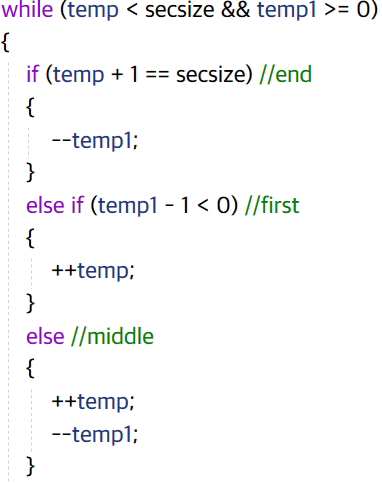 while (temp < secsize && temp1 >= 0)
{
if (temp + 1 == secsize) //end
{
--temp1;
}
else if (temp1 - 1 < 0) //first
{
++temp;
}
else //middle
{
++temp;
--temp1;
}